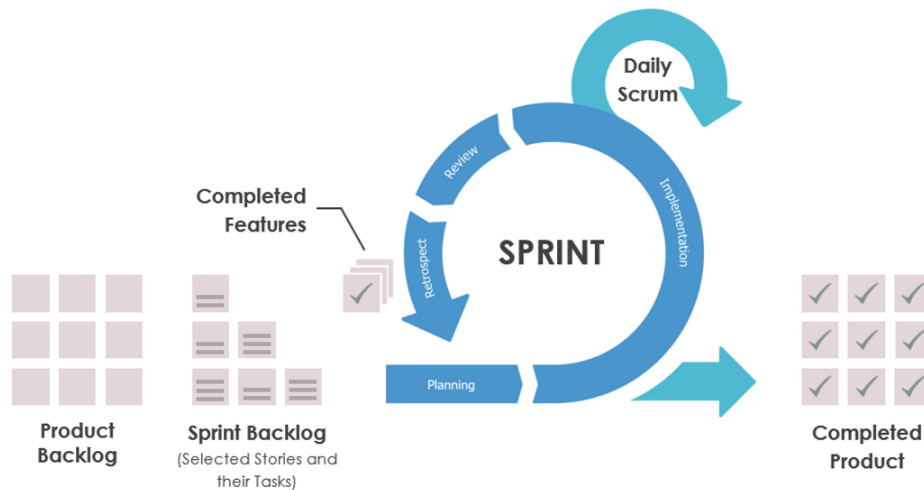 Daily
Scrum
Review
Implementation
Completed
Features
SPRINT
Retrospect
Planning
Product
Backlog
Sprint Backlog
(Selected Stories and
their Tasks)
Completed
Product